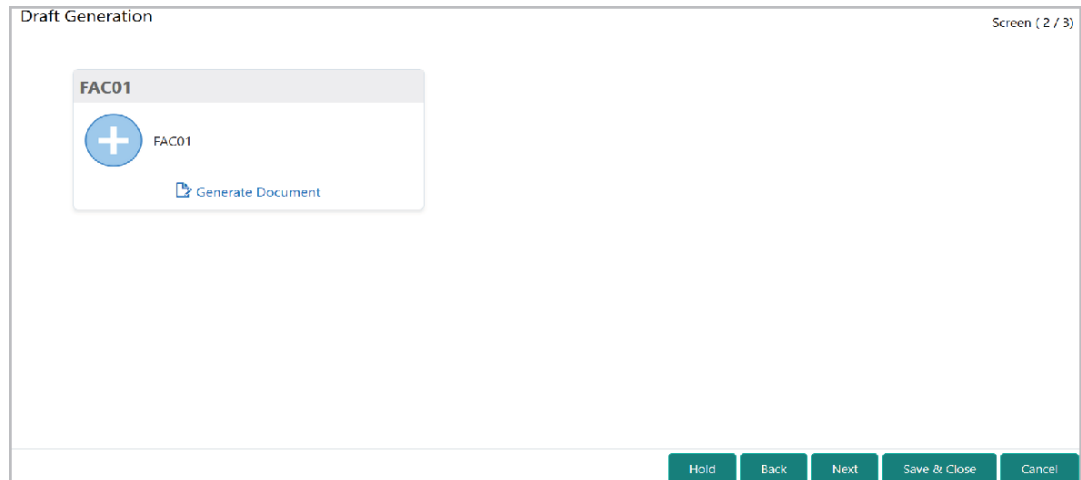 Draft Generation
Screen ( 2 / 3)
FAC01
FAC01
Generate Document
Hold Back Next Save & Close Cancel